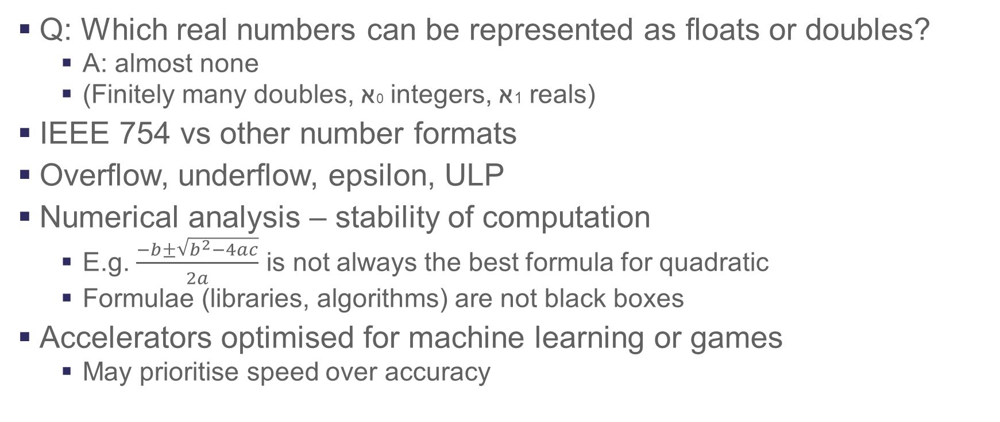 ▪ Q: Which real numbers can be represented as floats or doubles?
▪ A: almost none
▪ (Finitely many doubles, ℵ₀ integers, ℵ₁ reals)
▪ IEEE 754 vs other number formats
▪ Overflow, underflow, epsilon, ULP
▪ Numerical analysis – stability of computation
▪ E.g. $\frac{-b\pm\sqrt{b^2-4ac}}{2a}$ is not always the best formula for quadratic
▪ Formulae (libraries, algorithms) are not black boxes
▪ Accelerators optimised for machine learning or games
▪ May prioritise speed over accuracy